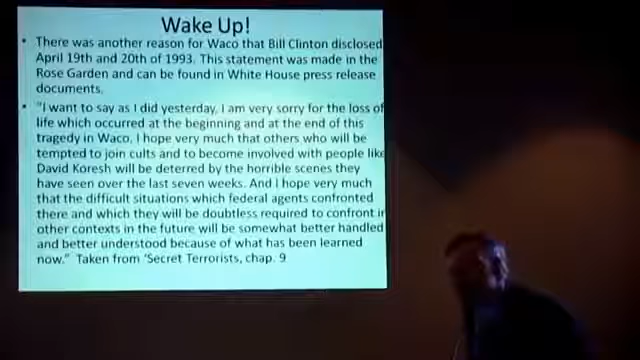 Wake Up!
• There was another reason for Waco that Bill Clinton disclosed
April 19th and 20th of 1993. This statement was made in the
Rose Garden and can be found in White House press release
documents.
• "I want to say as I did yesterday, I am very sorry for the loss of
life which occurred at the beginning and at the end of this
tragedy in Waco. I hope very much that others who will be
tempted to join cults and to become involved with people like
David Koresh will be deterred by the horrible scenes they
have seen over the last seven weeks. And I hope very much
that the difficult situations which federal agents confronted
there and which they will be doubtless required to confront in
other contexts in the future will be somewhat better handled
and better understood because of what has been learned
now." Taken from 'Secret Terrorists, chap. 9